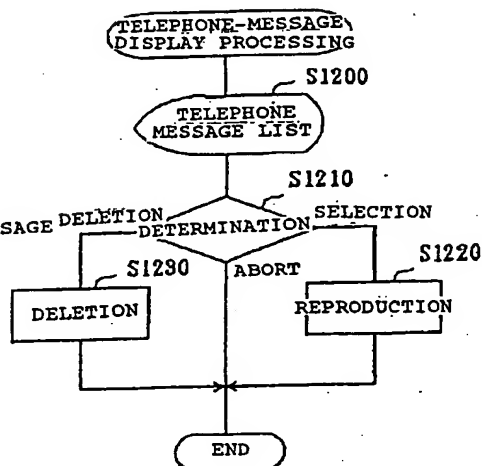 TELEPHONE-MESSAGE
DISPLAY PROCESSING
S1200
TELEPHONE
MESSAGE LIST
S1210
SAGE DELETION
DETERMINATION
SELECTION
S1230
ABORT
S1220
DELETION
REPRODUCTION
END